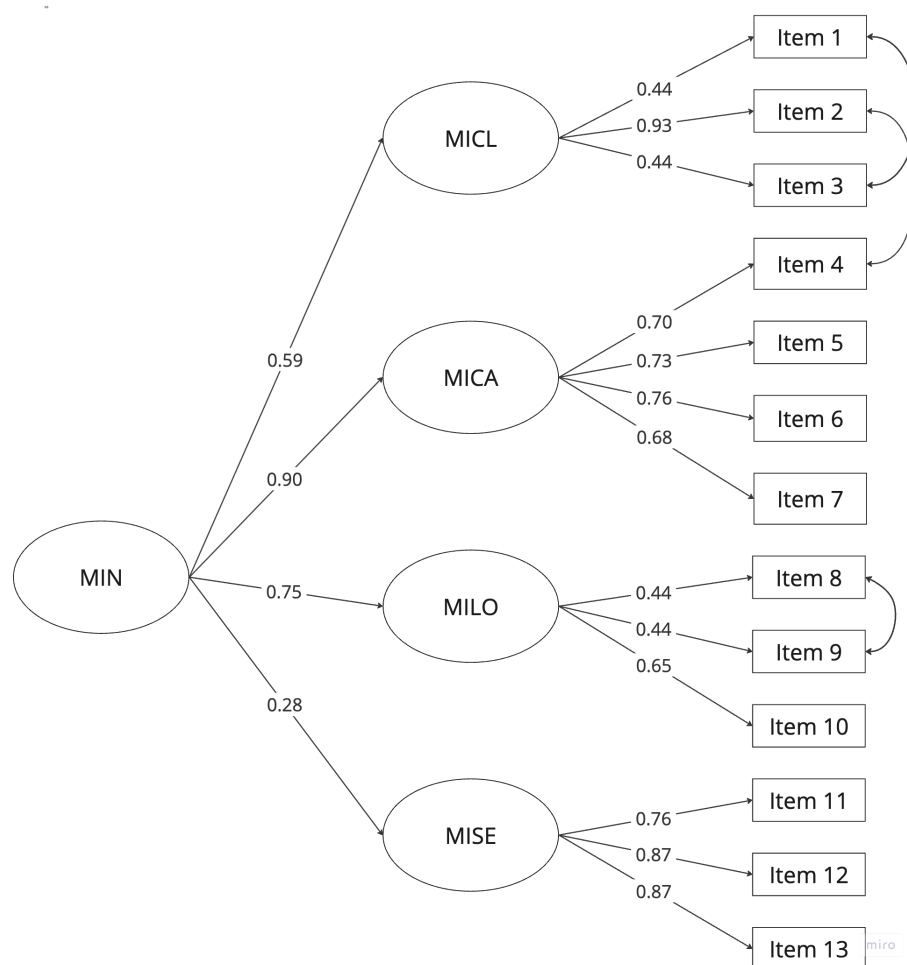 Item 1
0.44
MICL
0.93
Item 2
0.44
Item 3
Item 4
0.70
0.59
MICA
0.73
Item 5
0.76
Item 6
0.68
0.90
Item 7
MIN
0.75
MILO
0.44
Item 8
0.44
Item 9
0.65
0.28
Item 10
MISE
0.76
Item 11
0.87
Item 12
0.87
Item 13
miro